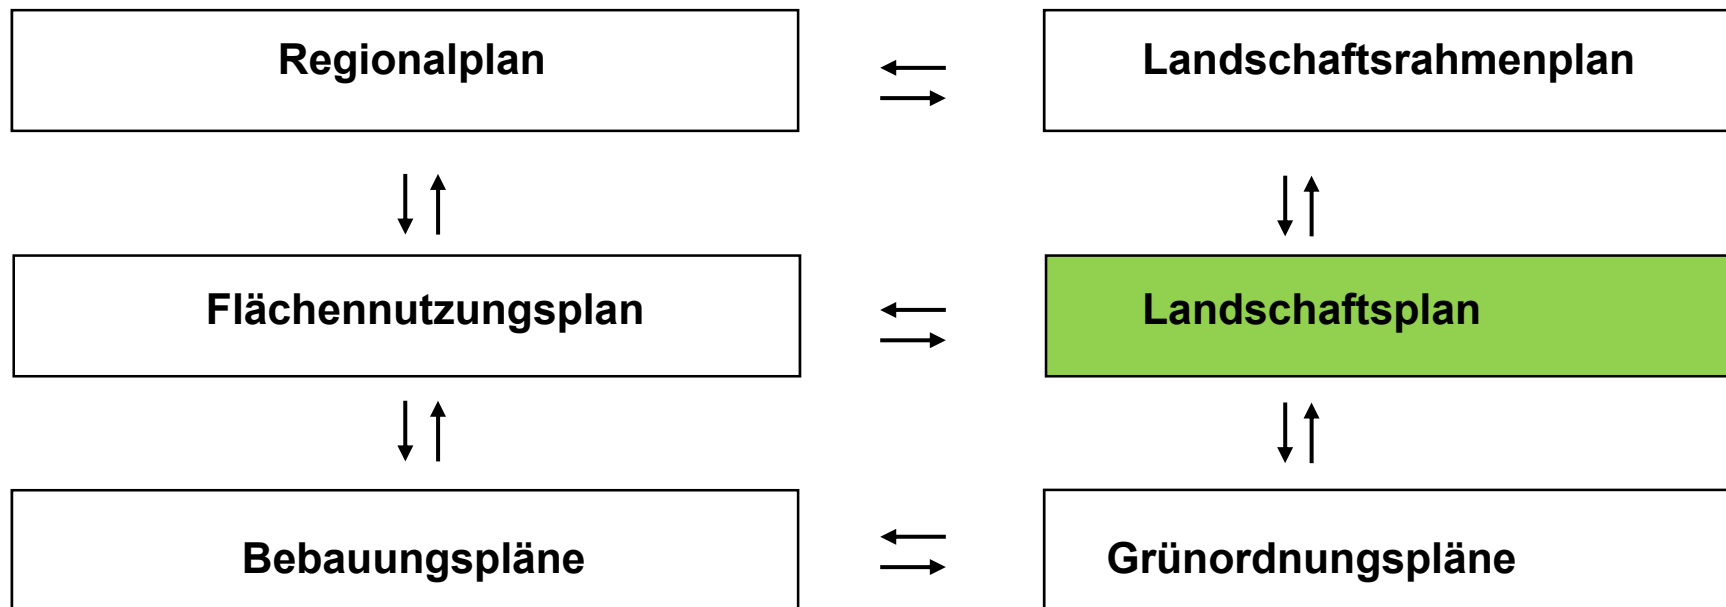 Regionalplan
Landschaftsrahmenplan
Flächennutzungsplan
Landschaftsplan
Bebauungspläne
Grünordnungspläne